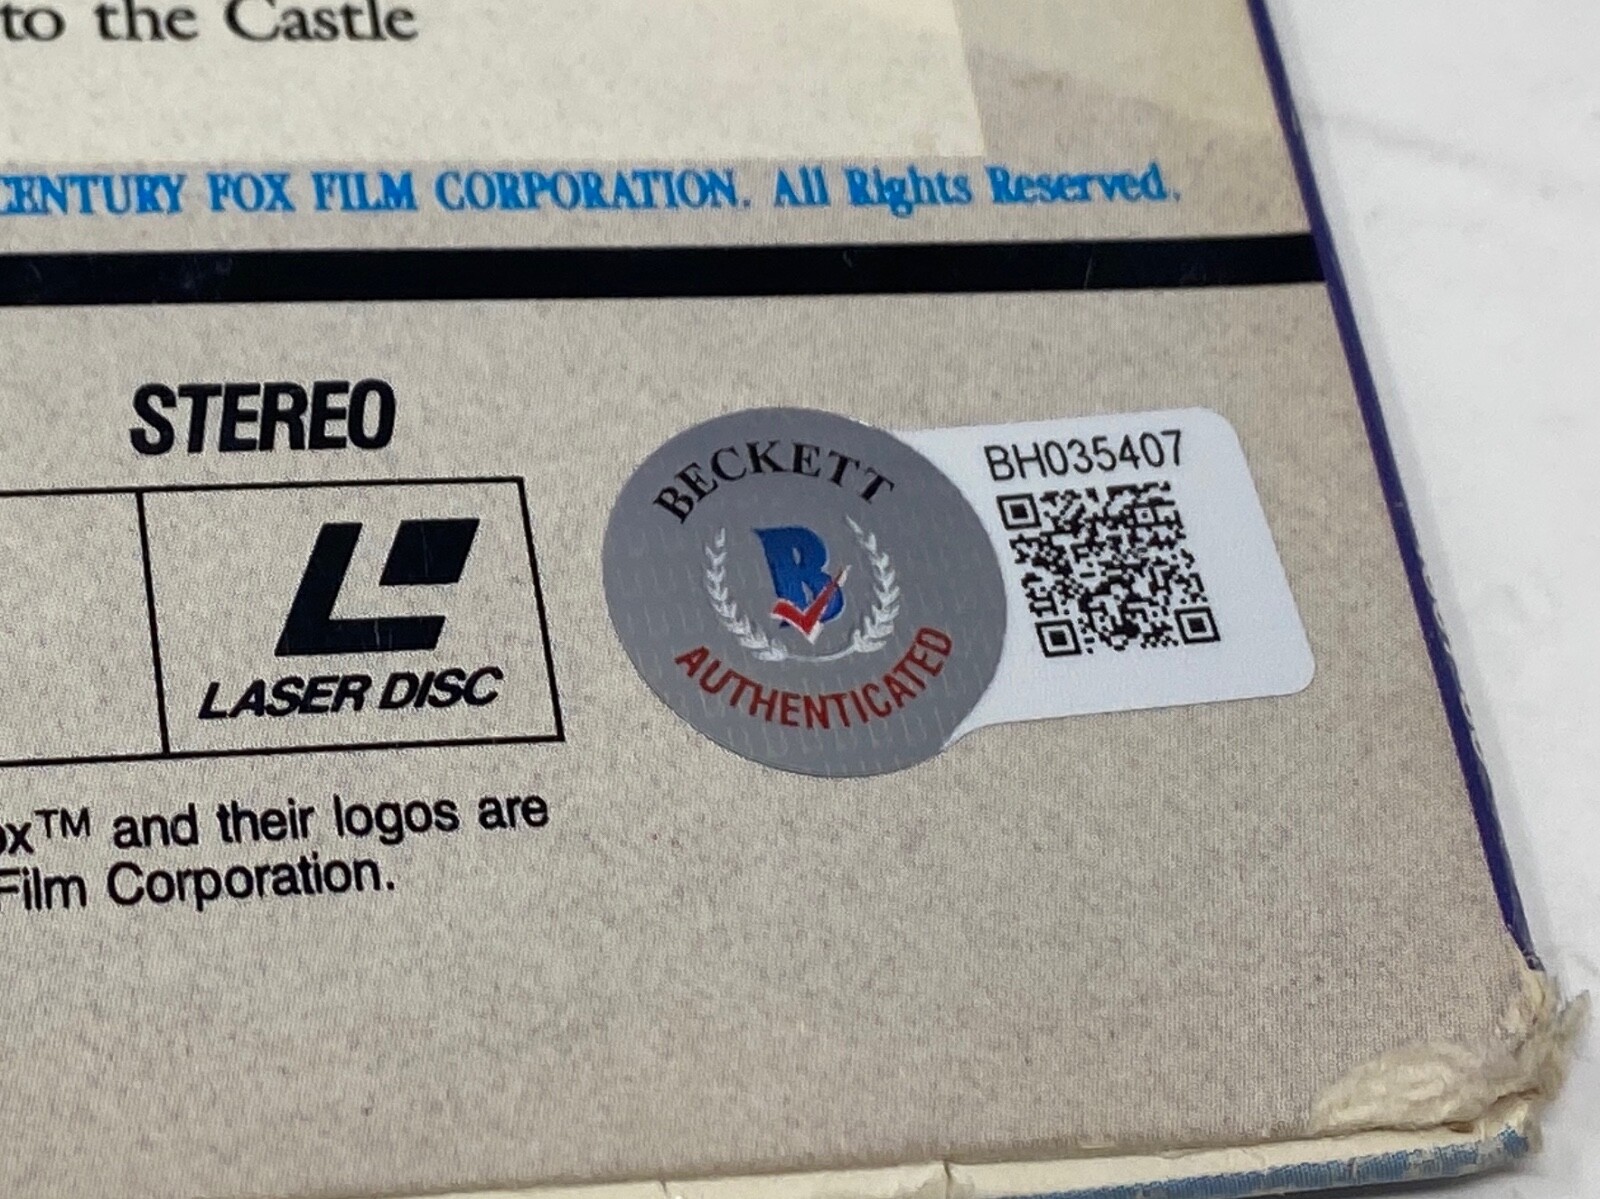 to the Castle
CENTURY FOX FILM CORPORATION. All Rights Reserved.
STEREO
LASER DISC
BECKETT
B
AUTHENTICATED
BH035407
ox™ and their logos are
Film Corporation.